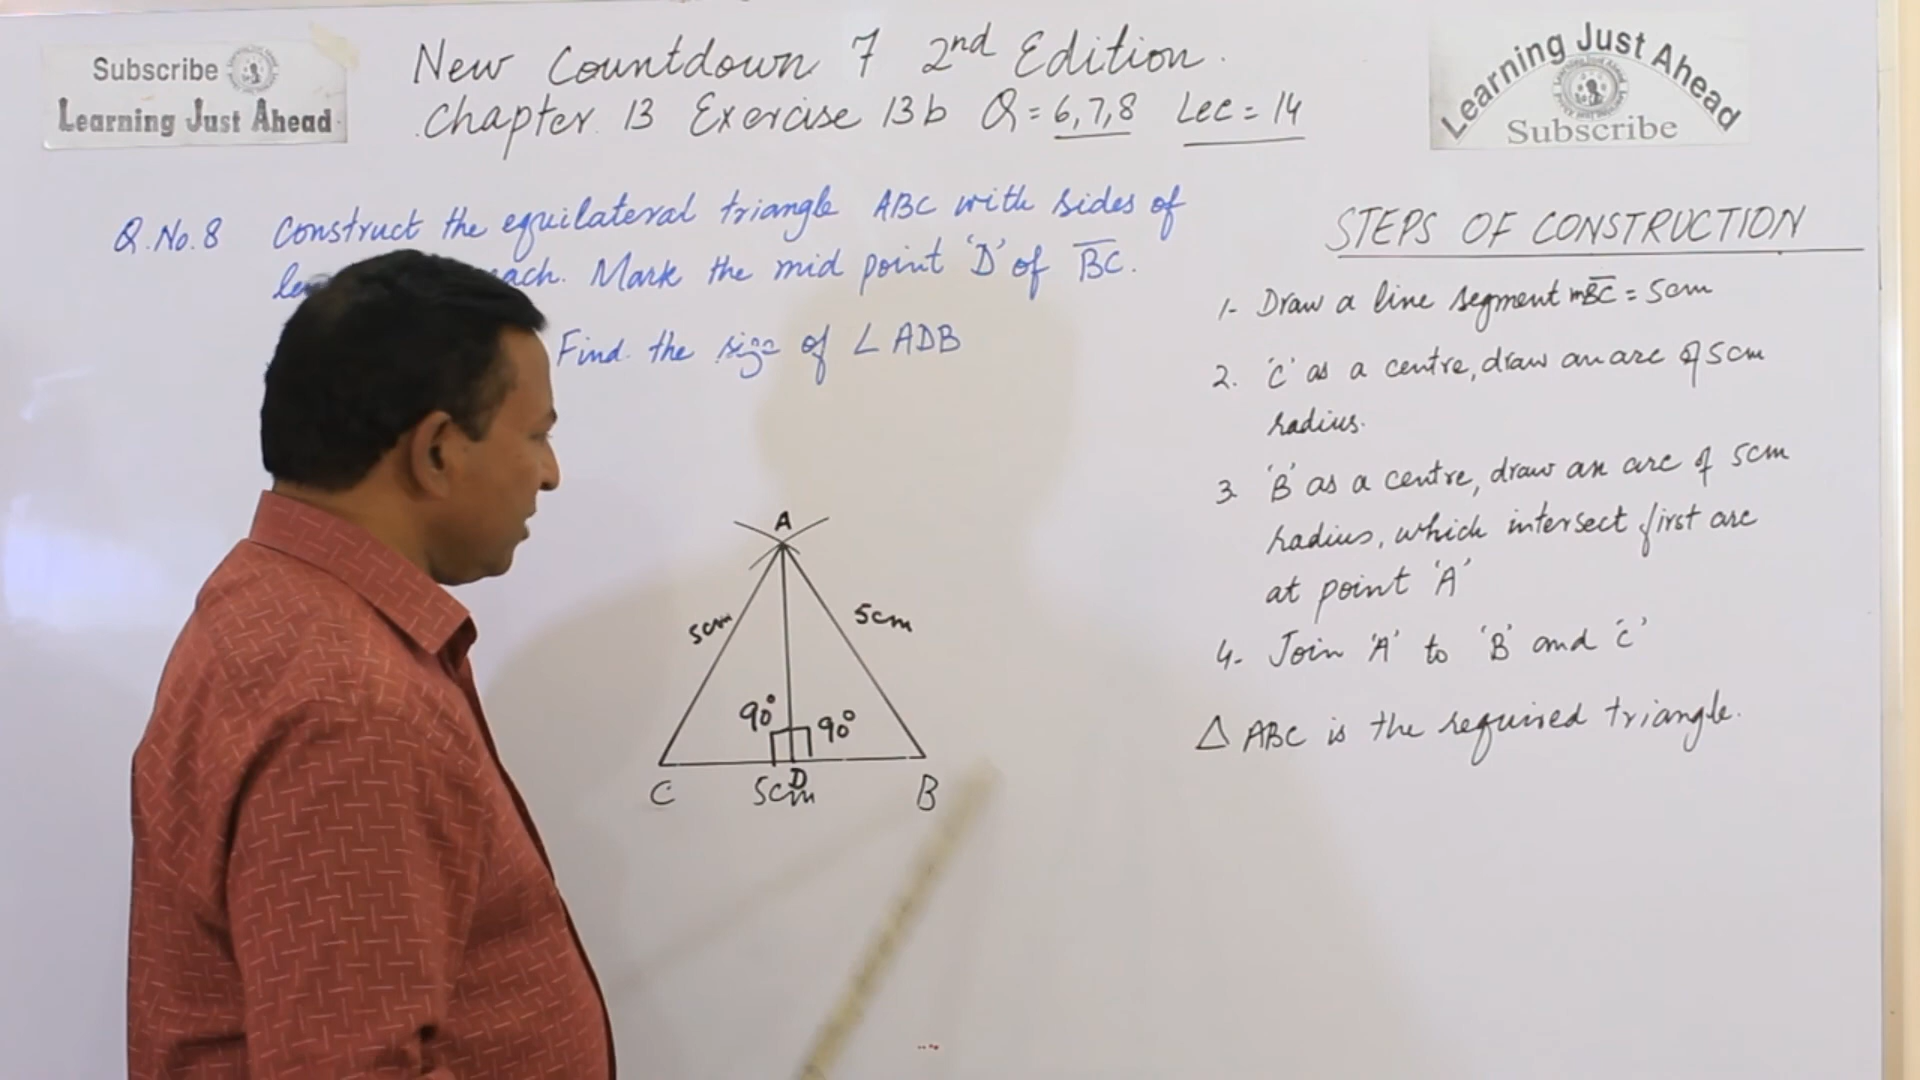 Subscribe
Learning Just Ahead
New Countdown 7 2nd Edition.
Chapter 13 Exercise 13b Q = 6,7,8 Lec = 14
Learning Just Ahead
Subscribe
Q.No.8 Construct the equilateral triangle ABC with sides of
each. Mark the mid point 'D' of BC.
Find the size of ∠ADB
A
5cm
5cm
90° 90°
C 5cm D B
STEPS OF CONSTRUCTION
1- Draw a line segment mBC = 5cm
2. 'C' as a centre, draw an arc of 5cm
radius.
3 'B' as a centre, draw an arc of 5cm
radius, which intersect first arc
at point 'A'
4- Join 'A' to 'B' and 'C'
△ ABC is the required triangle.